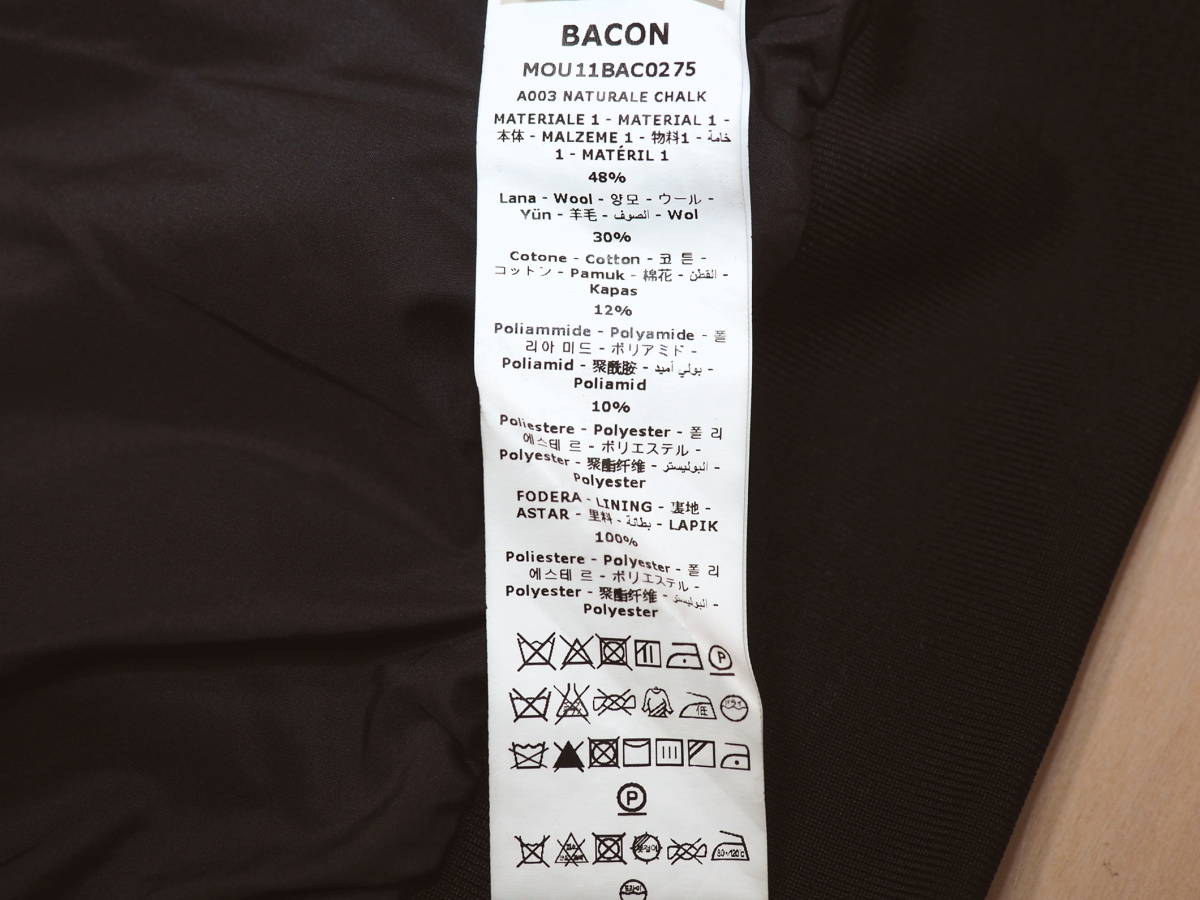 BACON
MOU11BAC0275
A003 NATURALE CHALK
MATERIALE 1 - MATERIAL 1 -
本体 - MALZEME 1 - 物料1 - خامة
1 - MATÉRIL 1
48%
Lana - Wool - 양모 - ウール -
Yün - 羊毛 - الصوف - Wol
30%
Cotone - Cotton - 코 튼 -
コットン - Pamuk - 綿花 - القطن -
Kapas
12%
Poliammide - Polyamide - 폴
리아 미드 - ポリアミド -
Poliamid - 聚酰胺 - بولي أميد -
Poliamid
10%
Poliestere - Polyester - 폴 리
에스테 르 - ポリエステル -
Polyester - 聚酯纤维 - البوليستر -
Polyester
FODERA - LINING - 裏地 -
ASTAR - 里料 - بطانة - LAPIK
100%
Poliestere - Polyester - 폴 리
에스테 르 - ポリエステル -
Polyester - 聚酯纤维 - البوليستر -
Polyester
P
低
P
80~120℃